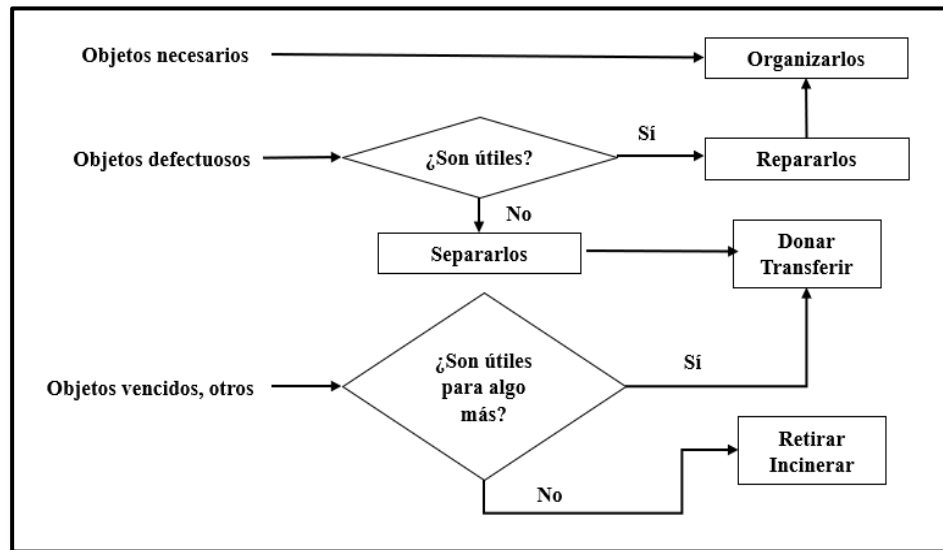 Objetos necesarios
Organizarlos
Sí
Objetos defectuosos
¿Son útiles?
Repararlos
No
Separarlos
Donar
Transferir
¿Son útiles
para algo
más?
Sí
Objetos vencidos, otros
Retirar
Incinerar
No